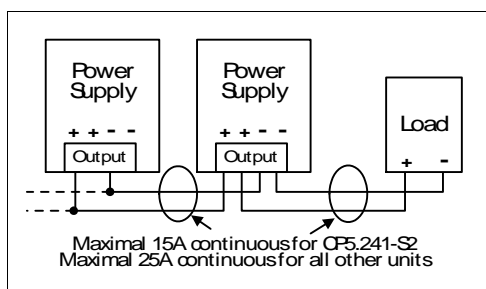 Power
Supply
+ + - -
Output
Power
Supply
+ + - -
Output
Load
+ -
Maximal 15A continuous for CP5.241-S2
Maximal 25A continuous for all other units